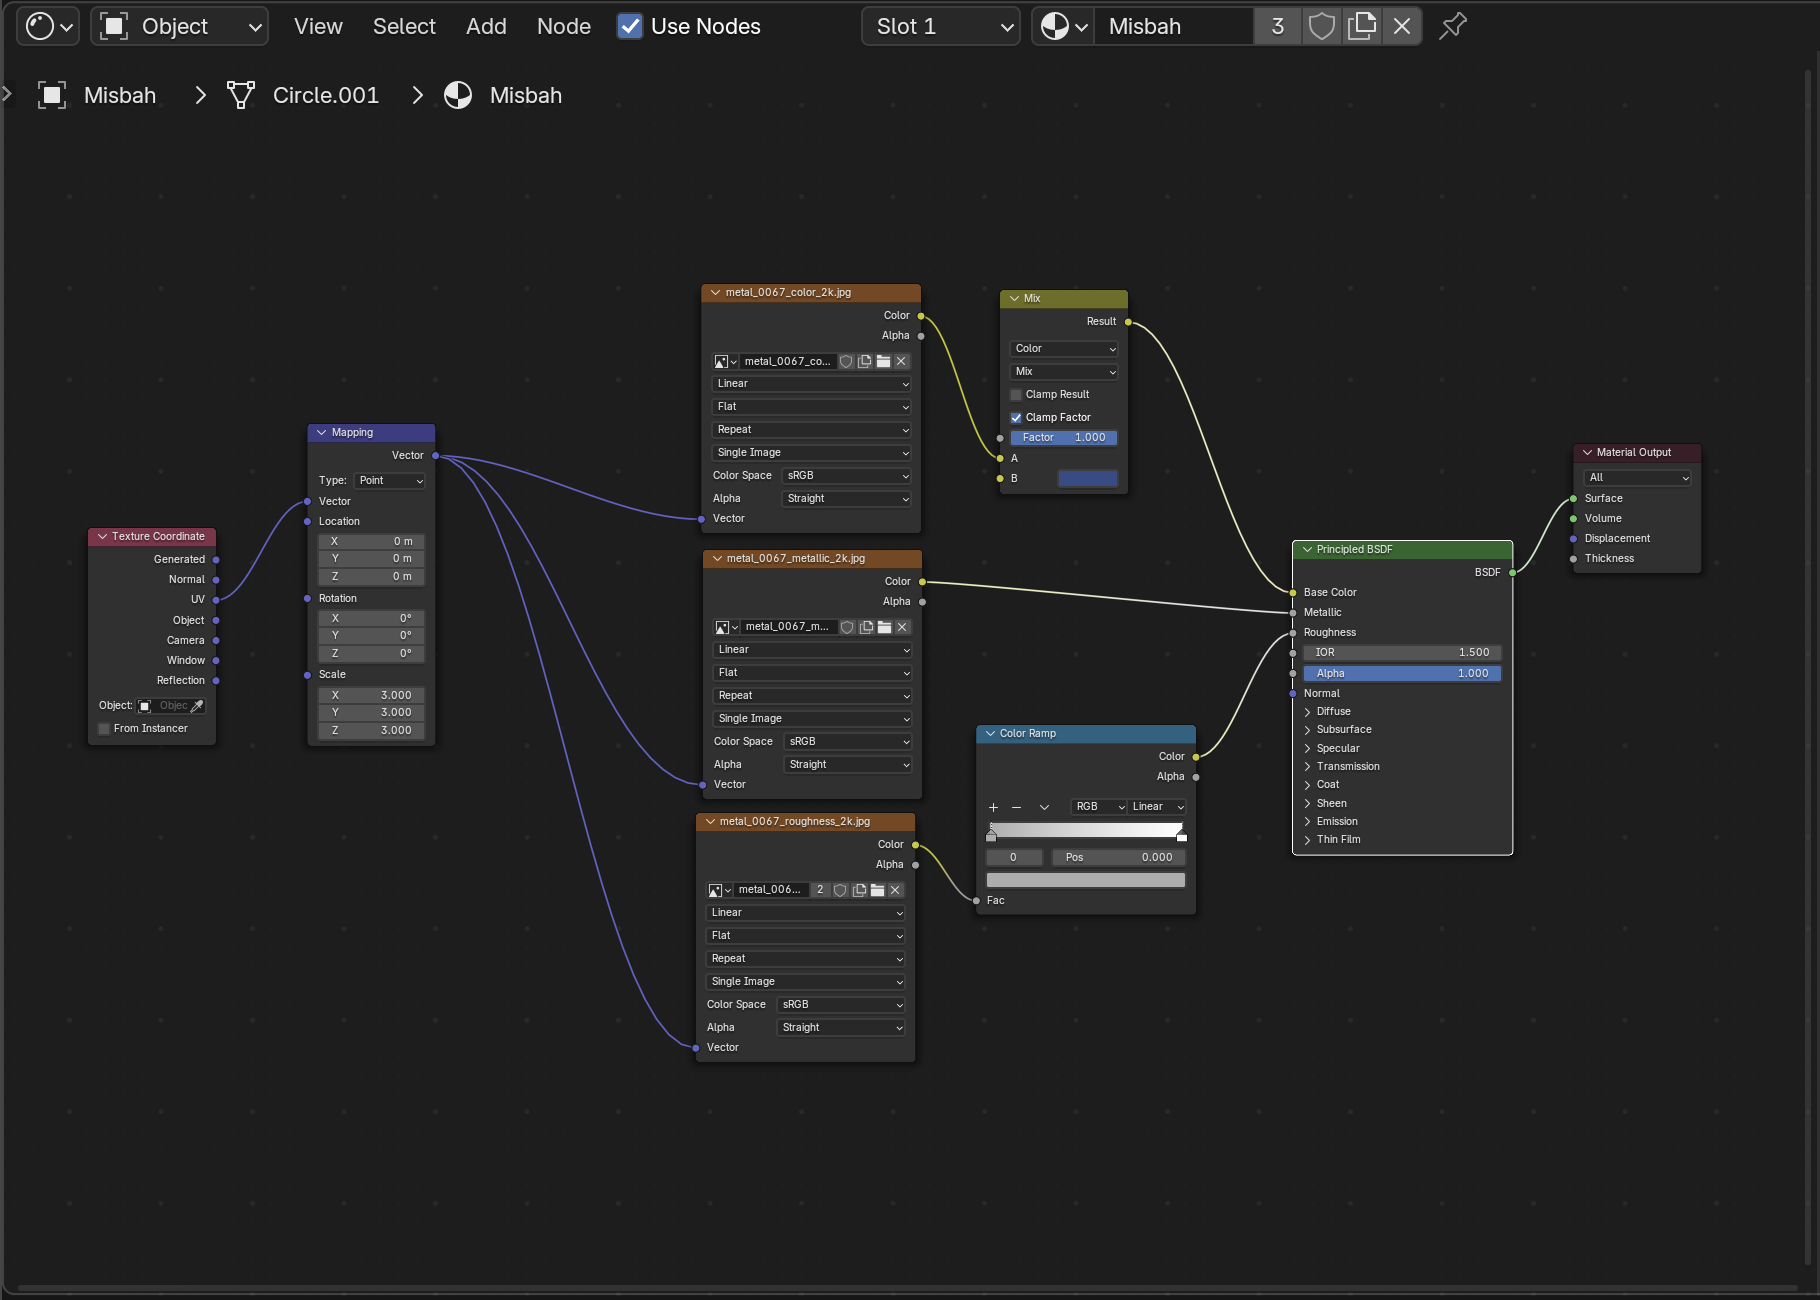 Object View Select Add Node Use Nodes Slot 1 Misbah 3
Misbah Circle.001 Misbah
metal_0067_color_2k.jpg
Color
Alpha
metal_0067_co...
Linear
Flat
Repeat
Single Image
Color Space sRGB
Alpha Straight
Vector
Mix
Result
Color
Mix
Clamp Result
Clamp Factor
Factor 1.000
A
B
Mapping
Vector
Type: Point
Vector
Location
X 0 m
Y 0 m
Z 0 m
Rotation
X 0°
Y 0°
Z 0°
Scale
X 3.000
Y 3.000
Z 3.000
Texture Coordinate
Generated
Normal
UV
Object
Camera
Window
Reflection
Object: Objec
From Instancer
metal_0067_metallic_2k.jpg
Color
Alpha
metal_0067_m...
Linear
Flat
Repeat
Single Image
Color Space sRGB
Alpha Straight
Vector
metal_0067_roughness_2k.jpg
Color
Alpha
metal_006... 2
Linear
Flat
Repeat
Single Image
Color Space sRGB
Alpha Straight
Vector
Color Ramp
Color
Alpha
RGB Linear
0 Pos 0.000
Fac
Principled BSDF
BSDF
Base Color
Metallic
Roughness
IOR 1.500
Alpha 1.000
Normal
Diffuse
Subsurface
Specular
Transmission
Coat
Sheen
Emission
Thin Film
Material Output
All
Surface
Volume
Displacement
Thickness